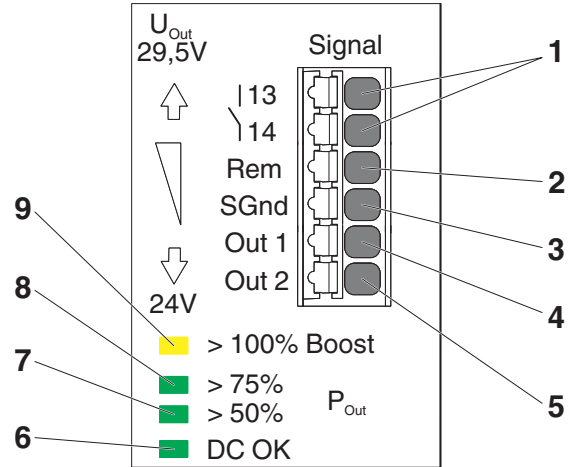 U Out
29,5V
Signal
13
14
Rem
SGnd
Out 1
Out 2
24V
> 100% Boost
> 75%
> 50%
P Out
DC OK
1
2
3
4
5
6
7
8
9